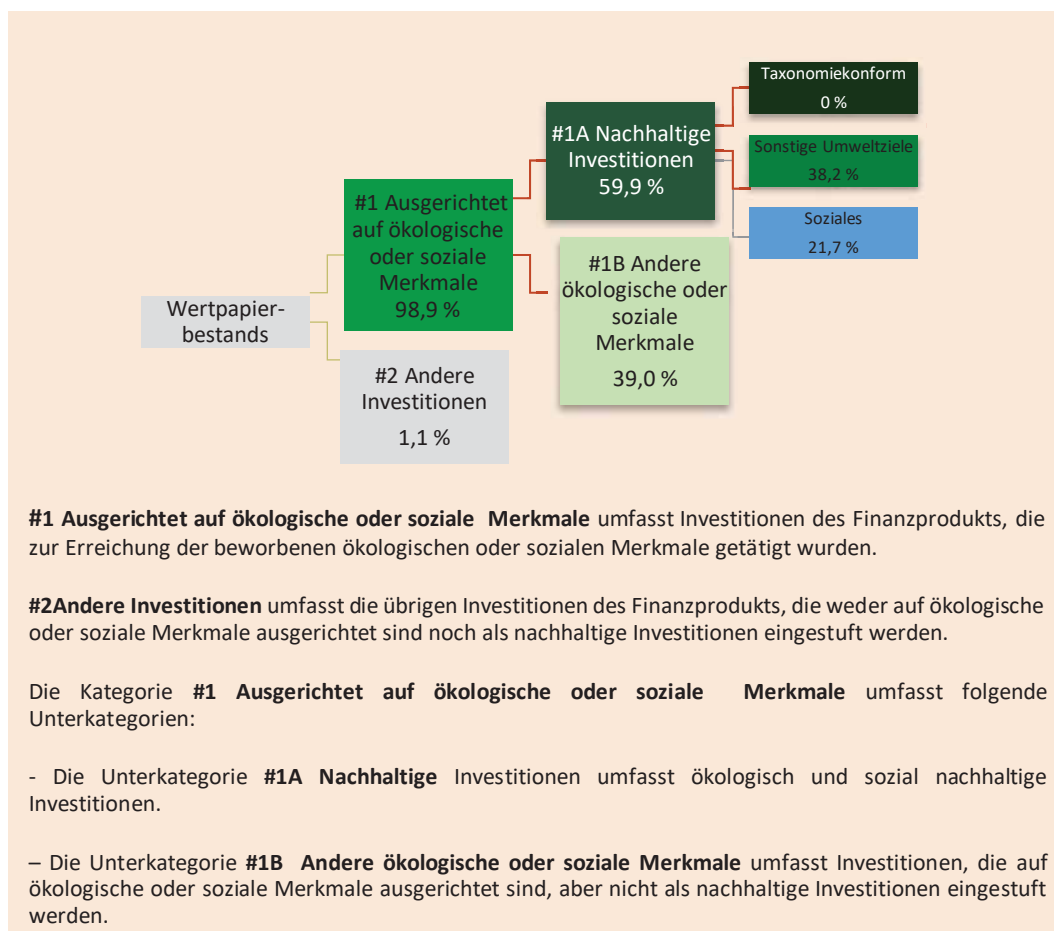 Taxonomiekonform
0 %
#1A Nachhaltige
Investitionen
59,9 %
Sonstige Umweltziele
38,2 %
#1 Ausgerichtet
auf ökologische
oder soziale
Merkmale
98,9 %
Soziales
21,7 %
#1B Andere
ökologische oder
soziale
Merkmale
39,0 %
Wertpapier-
bestands
#2 Andere
Investitionen
1,1 %
#1 Ausgerichtet auf ökologische oder soziale Merkmale umfasst Investitionen des Finanzprodukts, die
zur Erreichung der beworbenen ökologischen oder sozialen Merkmale getätigt wurden.
#2Andere Investitionen umfasst die übrigen Investitionen des Finanzprodukts, die weder auf ökologische
oder soziale Merkmale ausgerichtet sind noch als nachhaltige Investitionen eingestuft werden.
Die Kategorie #1 Ausgerichtet auf ökologische oder soziale Merkmale umfasst folgende
Unterkategorien:
- Die Unterkategorie #1A Nachhaltige Investitionen umfasst ökologisch und sozial nachhaltige
Investitionen.
– Die Unterkategorie #1B Andere ökologische oder soziale Merkmale umfasst Investitionen, die auf
ökologische oder soziale Merkmale ausgerichtet sind, aber nicht als nachhaltige Investitionen eingestuft
werden.